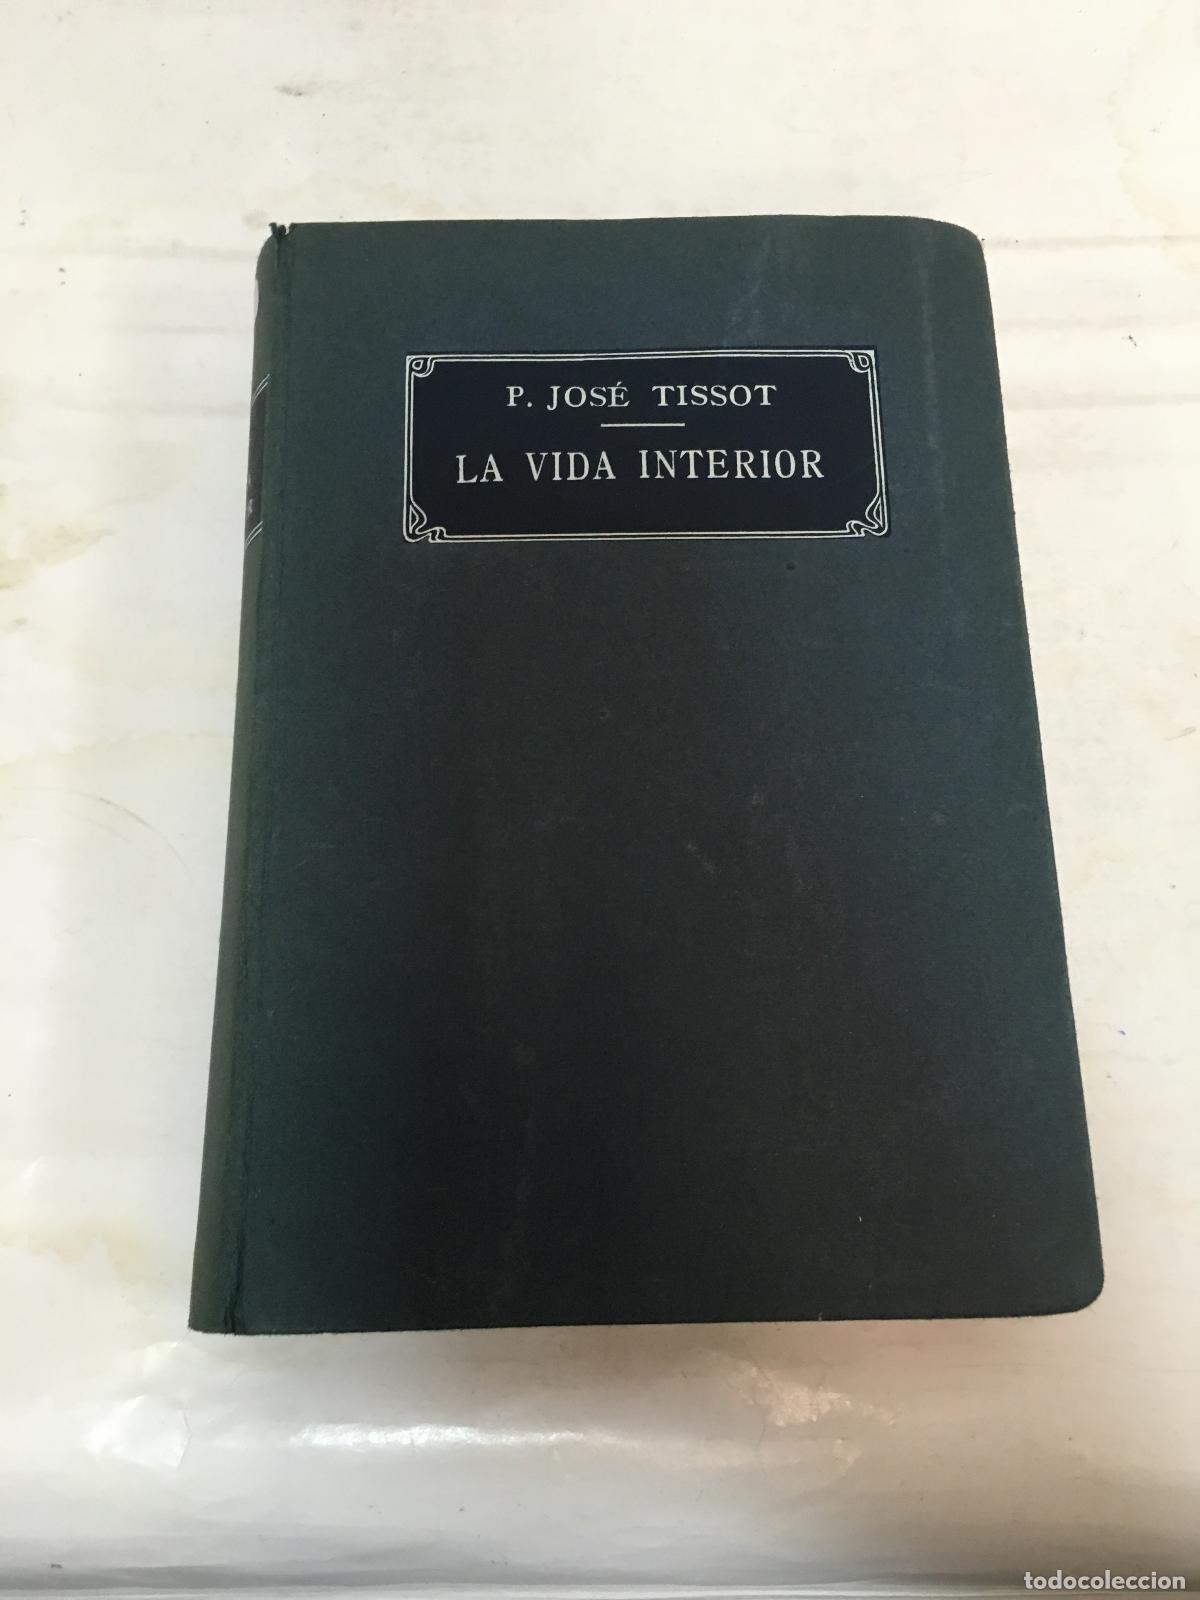 P. JOSÉ TISSOT
LA VIDA INTERIOR
todocoleccion